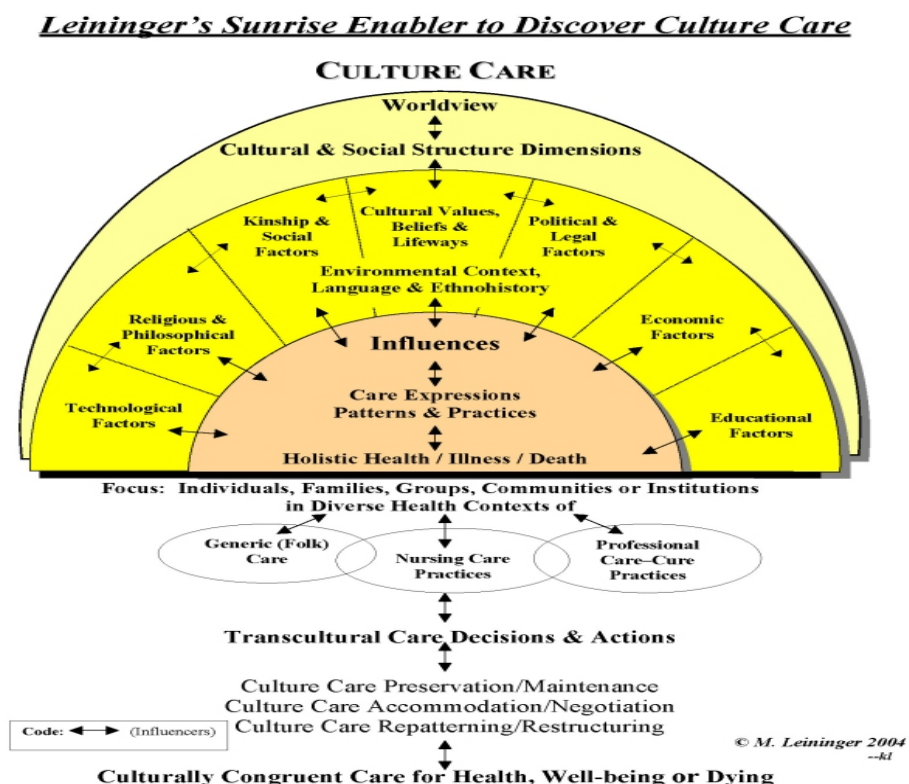 Leininger's Sunrise Enabler to Discover Culture Care
CULTURE CARE
Worldview
Cultural & Social Structure Dimensions
Kinship &
Social
Factors
Cultural Values,
Beliefs &
Lifeways
Political &
Legal
Factors
Environmental Context,
Language & Ethnohistory
Religious &
Philosophical
Factors
Economic
Factors
Technological
Factors
Educational
Factors
Influences
Care Expressions
Patterns & Practices
Holistic Health / Illness / Death
Focus: Individuals, Families, Groups, Communities or Institutions
in Diverse Health Contexts of
Generic (Folk)
Care
Nursing Care
Practices
Professional
Care–Cure
Practices
Transcultural Care Decisions & Actions
Culture Care Preservation/Maintenance
Culture Care Accommodation/Negotiation
Culture Care Repatterning/Restructuring
Code: (Influencers)
© M. Leininger 2004
--kl
Culturally Congruent Care for Health, Well-being or Dying